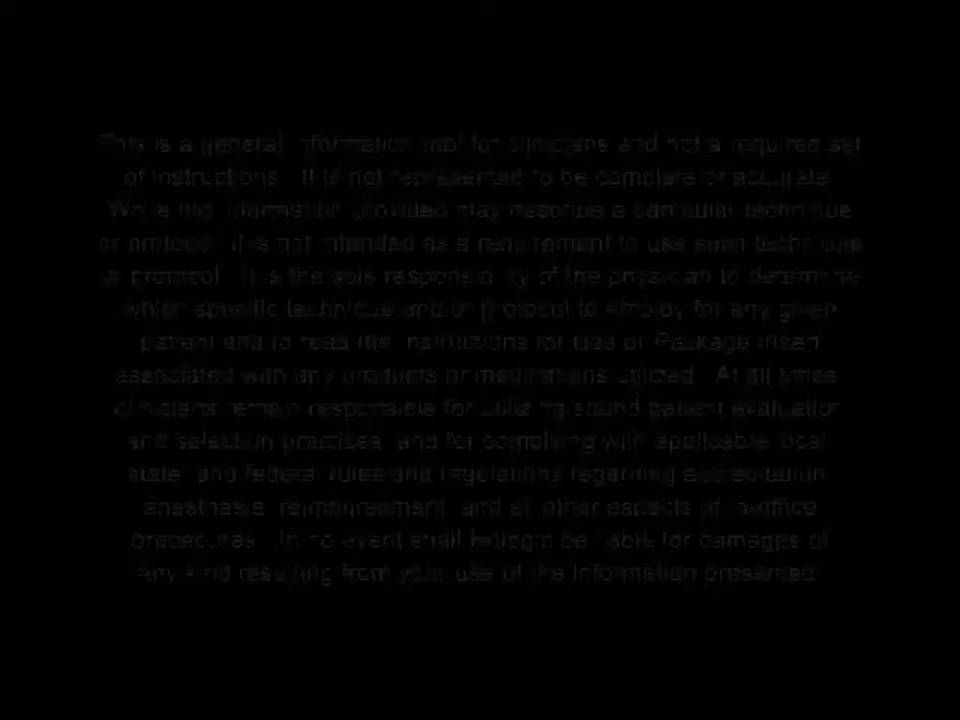 This is a general information tool for clinicians and not a required set
of instructions. It is not represented to be complete or accurate.
While the information provided may describe a particular technique
or protocol, it is not intended as a requirement to use such technique
or protocol. It is the sole responsibility of the physician to determine
which specific technique and/or protocol to employ for any given
patient and to read the Instructions for Use or Package Insert
associated with any products or medications utilized. At all times
clinicians remain responsible for utilizing sound patient evaluation
and selection practices, and for complying with applicable local,
state, and federal rules and regulations regarding accreditation,
anesthesia, reimbursement, and all other aspects of in-office
procedures. In no event shall Hologic be liable for damages of
any kind resulting from your use of the information presented.